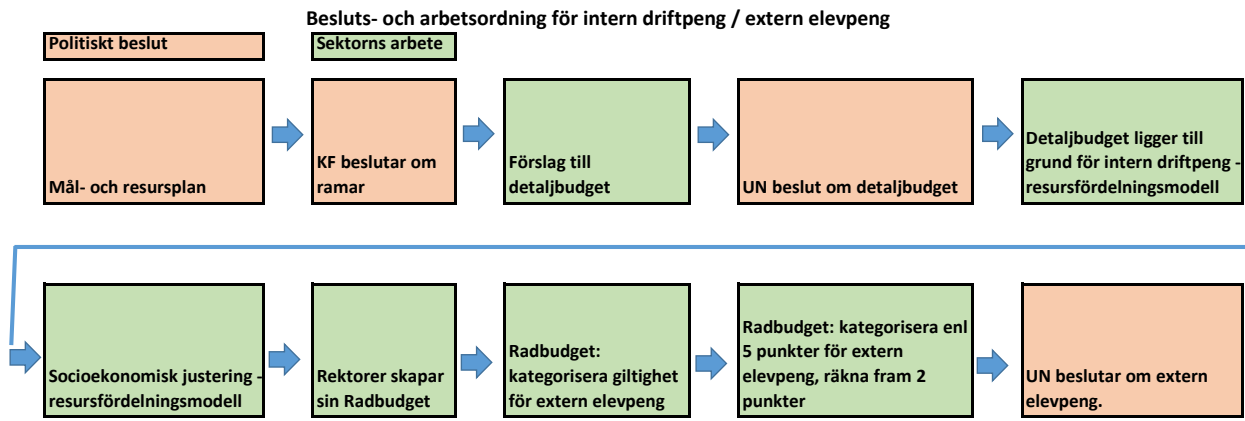 Besluts- och arbetsordning för intern driftpeng / extern elevpeng
Politiskt beslut
Sektorns arbete
Mål- och resursplan
KF beslutar om
ramar
Förslag till
detaljbudget
UN beslut om detaljbudget
Detaljbudget ligger till
grund för intern driftpeng -
resursfördelningsmodell
Socioekonomisk justering -
resursfördelningsmodell
Rektorer skapar
sin Radbudget
Radbudget:
kategorisera giltighet
för extern elevpeng
Radbudget: kategorisera enl
5 punkter för extern
elevpeng, räkna fram 2
punkter
UN beslutar om extern
elevpeng.